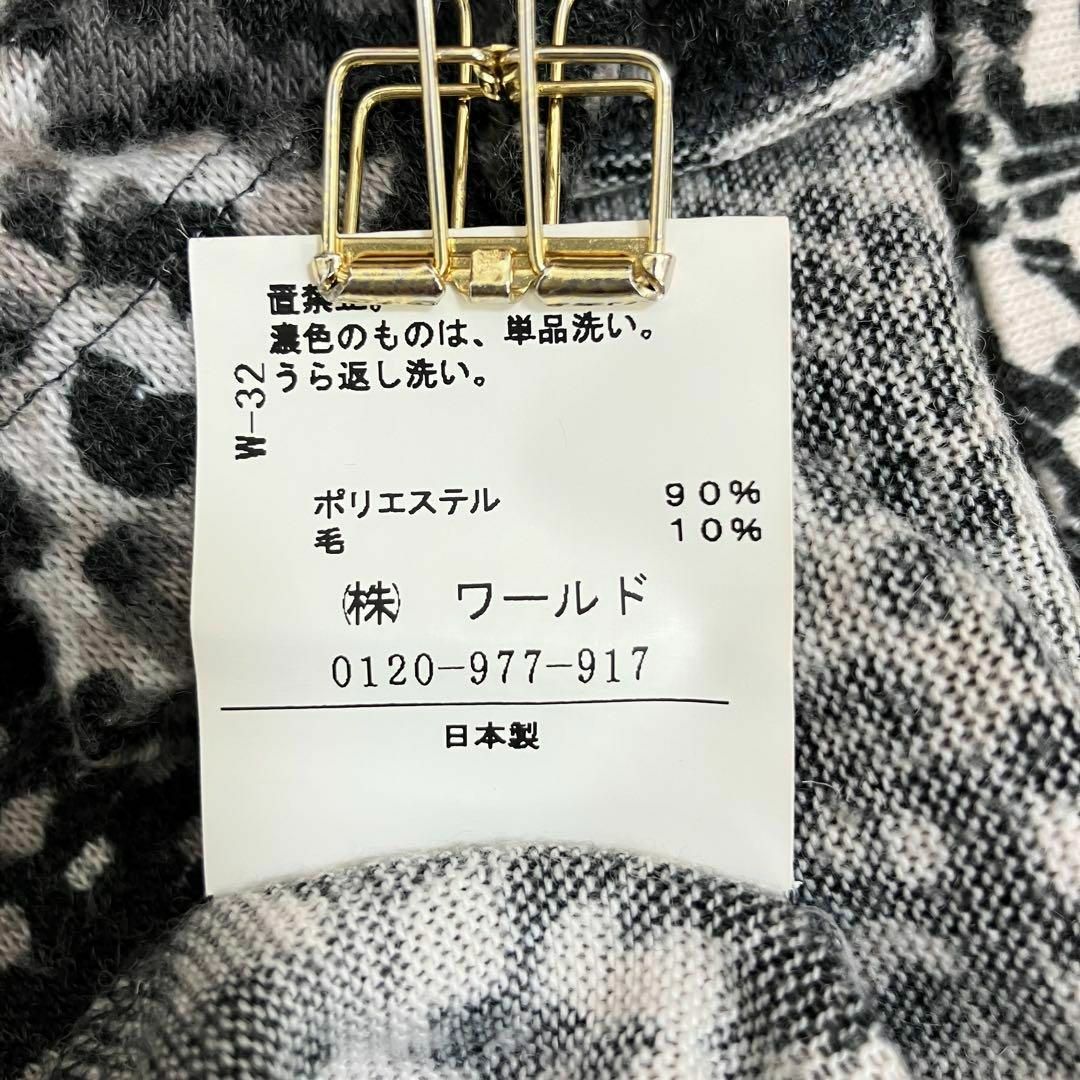 濃色のものは、単品洗い。
うら返し洗い。
W-32
ポリエステル 90%
毛 10%
㈱ ワールド
0120-977-917
日本製